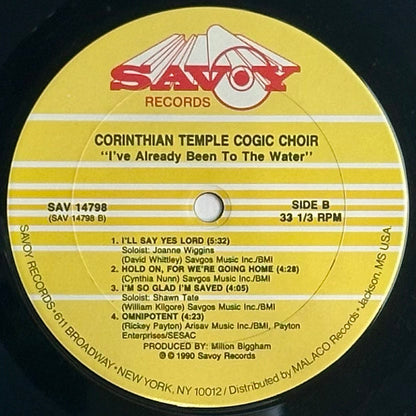 SAVOY
RECORDS
CORINTHIAN TEMPLE COGIC CHOIR
"I've Already Been To The Water"
SAV 14798
(SAV 14798 B)
SIDE B
33 1/3 RPM
1. I'LL SAY YES LORD (5:32)
Soloist: Joanne Wiggins
(David Whittley) Savgos Music Inc./BMI
2. HOLD ON, FOR WE'RE GOING HOME (4:28)
(Cynthia Nunn) Savgos Music Inc./BMI
3. I'M SO GLAD I'M SAVED (4:05)
Soloist: Shawn Tate
(William Kilgore) Savgos Music Inc./BMI
4. OMNIPOTENT (4:23)
(Rickey Payton) Arisav Music Inc./BMI, Payton
Enterprises/SESAC
PRODUCED BY: Milton Biggham
℗ © 1990 Savoy Records
SAVOY RECORDS • 611 BROADWAY • NEW YORK, NY 10012 / Distributed by MALACO Records • Jackson, MS U.S.A.